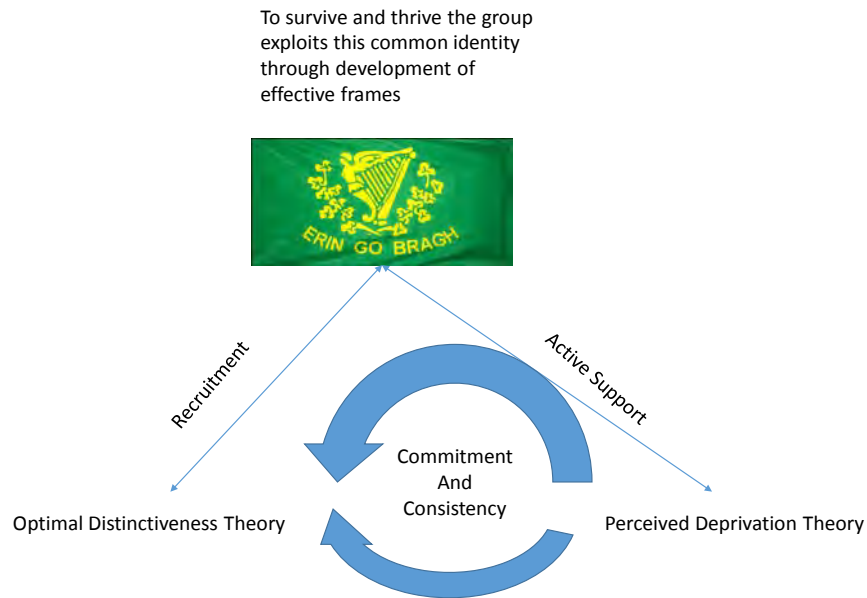 To survive and thrive the group
exploits this common identity
through development of
effective frames
ERIN GO BRAGH
Recruitment
Active Support
Commitment
And
Consistency
Optimal Distinctiveness Theory
Perceived Deprivation Theory